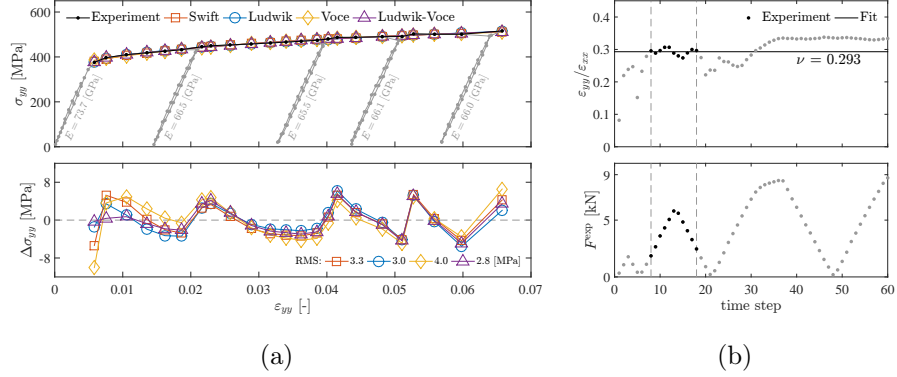 Experiment Swift Ludwik Voce Ludwik-Voce
600
400
200
0
σyy [MPa]
E = 73.7 [GPa]
E = 66.5 [GPa]
E = 65.5 [GPa]
E = 66.1 [GPa]
E = 66.0 [GPa]
8
0
-8
Δσyy [MPa]
RMS: 3.3 3.0 4.0 2.8 [MPa]
0 0.01 0.02 0.03 0.04 0.05 0.06 0.07
εyy [-]
(a)
Experiment Fit
0.4
0.3
0.2
0.1
0
εyy/εxx
ν = 0.293
9
5
0
Fexp [kN]
0 10 20 30 40 50 60
time step
(b)